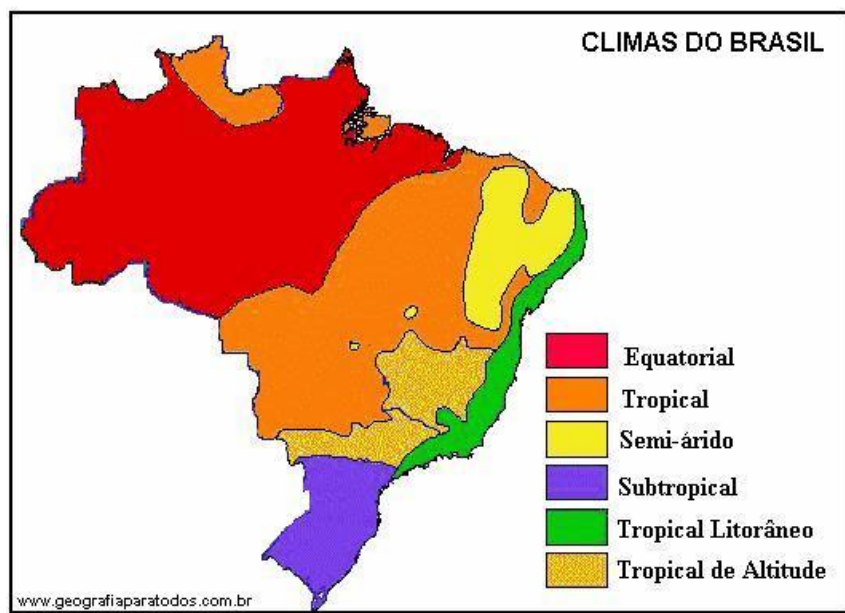 CLIMAS DO BRASIL
Equatorial
Tropical
Semi-árido
Subtropical
Tropical Litorâneo
Tropical de Altitude
www.geografiaparatodos.com.br